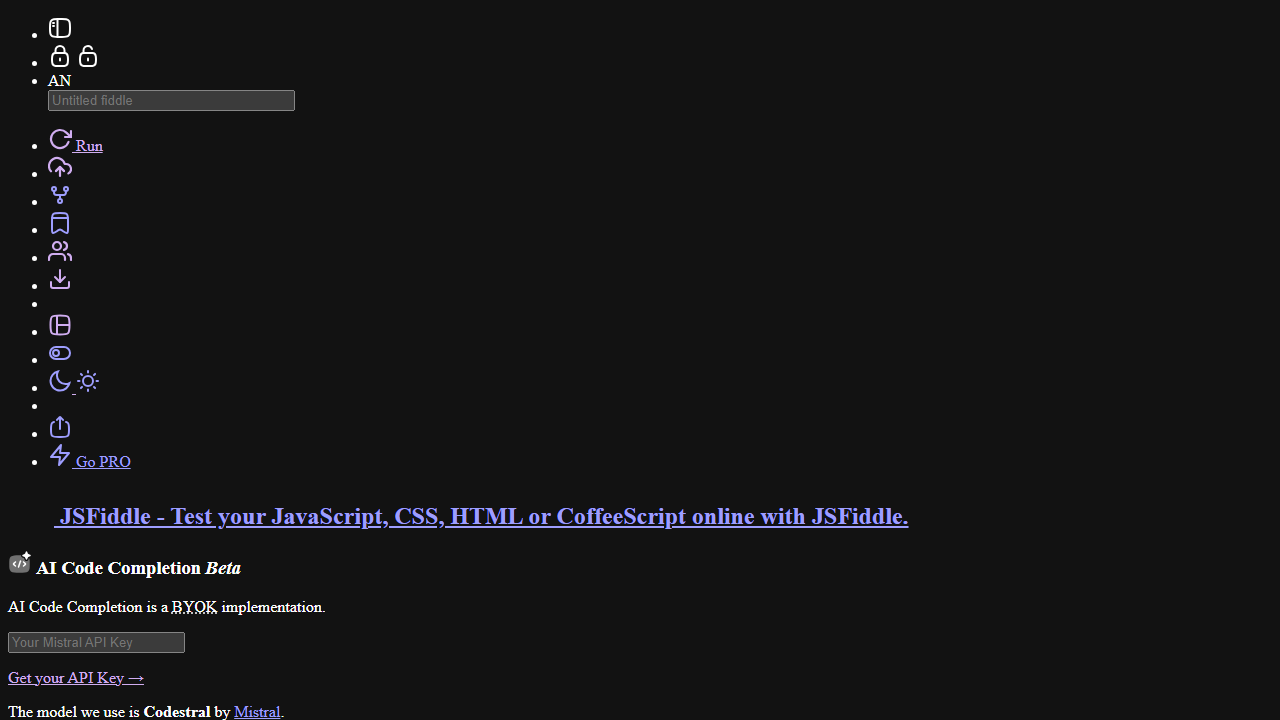 AN
Untitled fiddle
Run
Go PRO
JSFiddle - Test your JavaScript, CSS, HTML or CoffeeScript online with JSFiddle.
AI Code Completion Beta
AI Code Completion is a BYOK implementation.
Your Mistral API Key
Get your API Key →
The model we use is Codestral by Mistral.